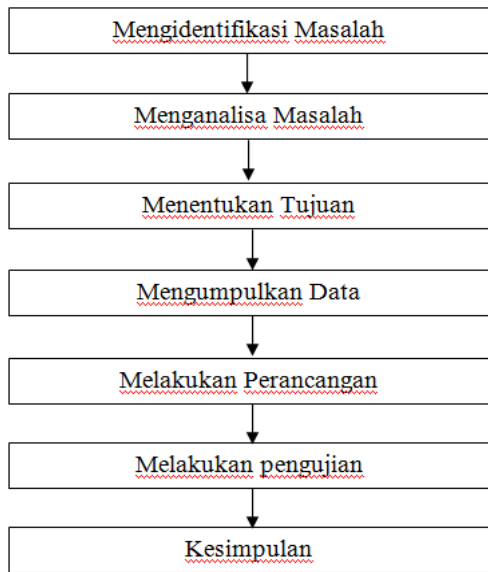 Mengidentifikasi Masalah
Menganalisa Masalah
Menentukan Tujuan
Mengumpulkan Data
Melakukan Perancangan
Melakukan pengujian
Kesimpulan